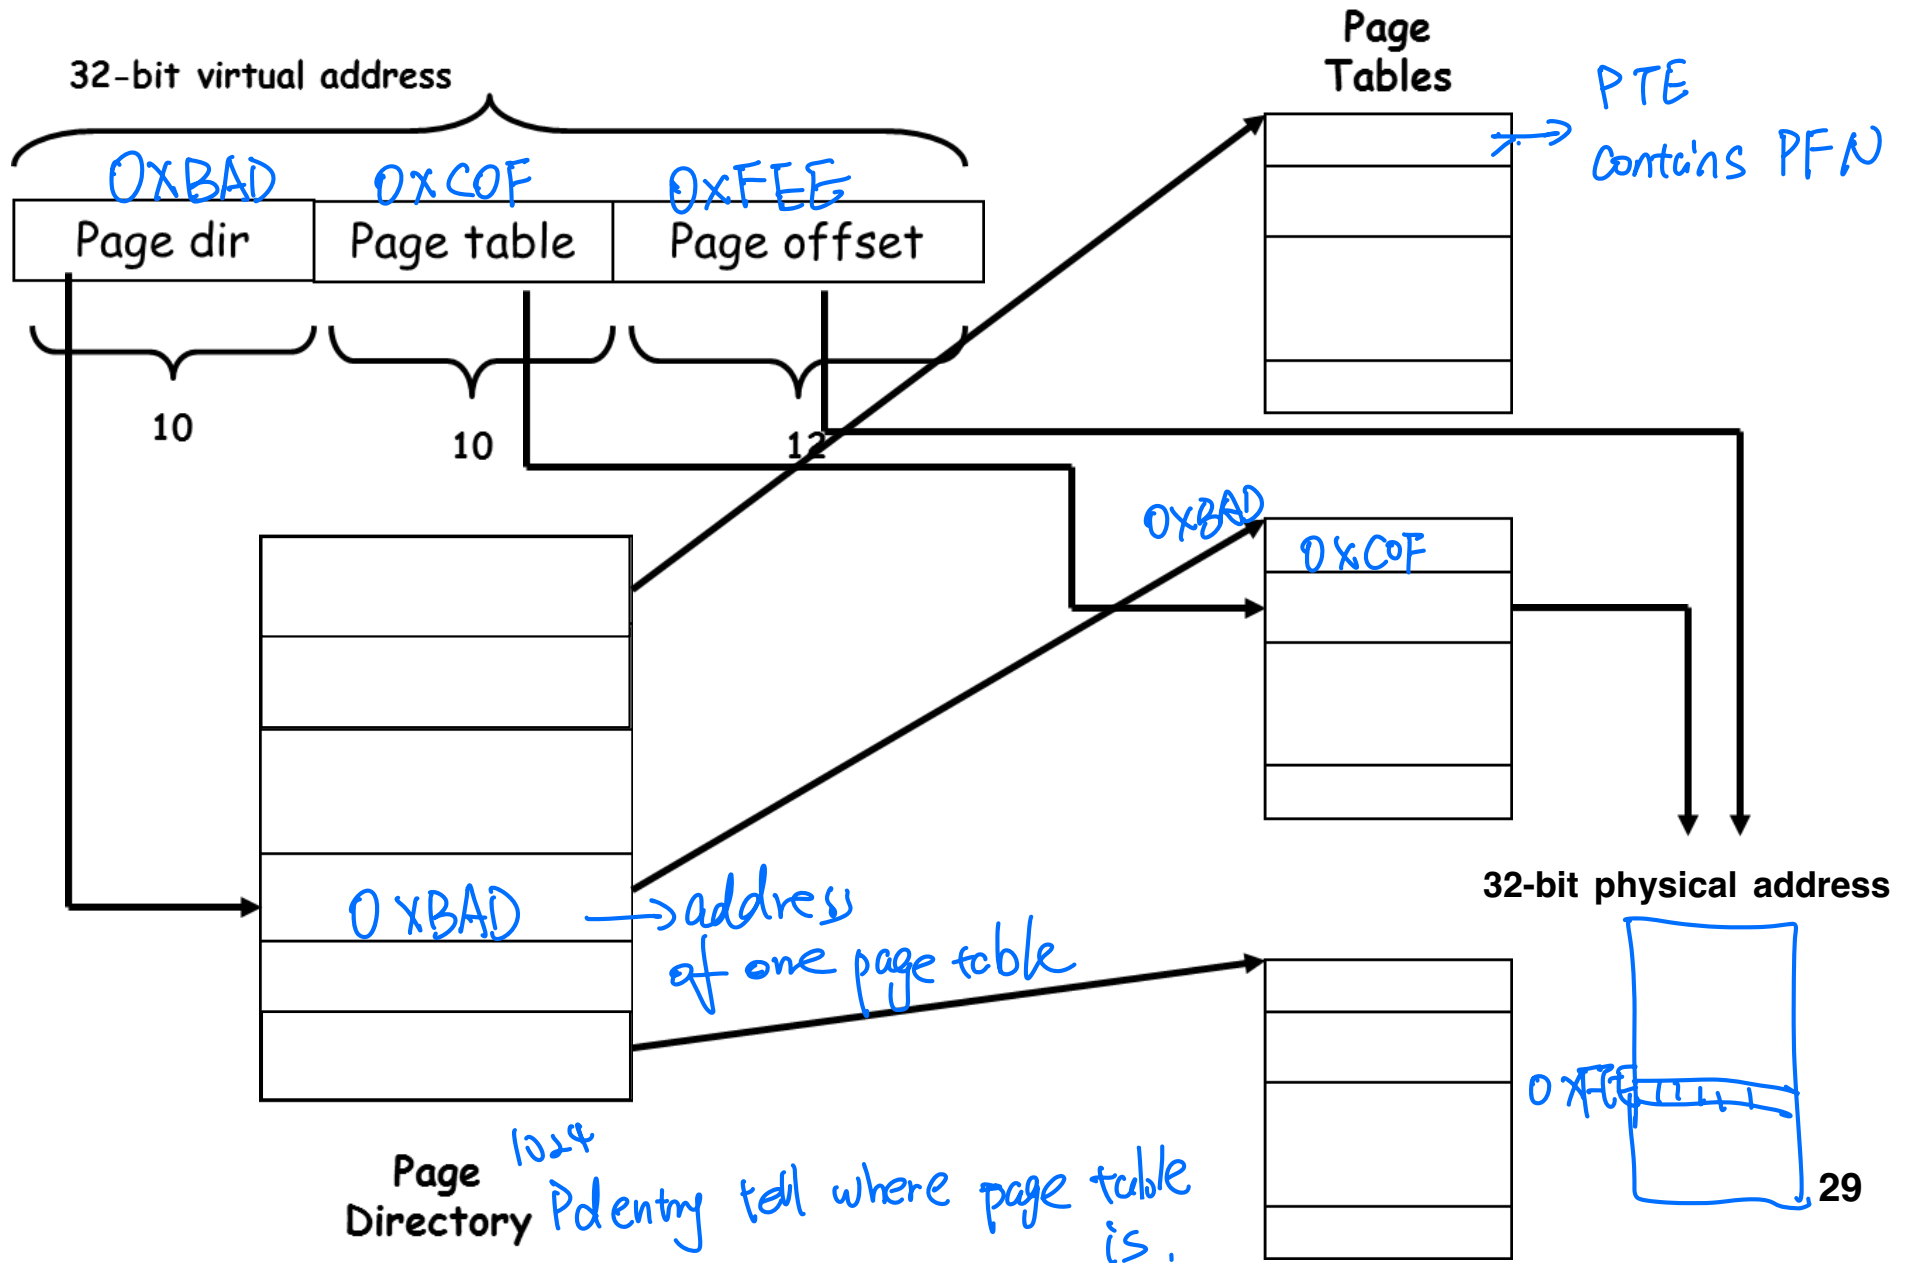 Page
Tables
32-bit virtual address
PTE
contains PFN
0XBAD 0XC0F 0XFEE
Page dir Page table Page offset
10 10 12
0XBAD
0XC0F
0XBAD → address
of one page table
32-bit physical address
0XFEE
29
1024
Page
Directory
Pd entry tell where page table
is.